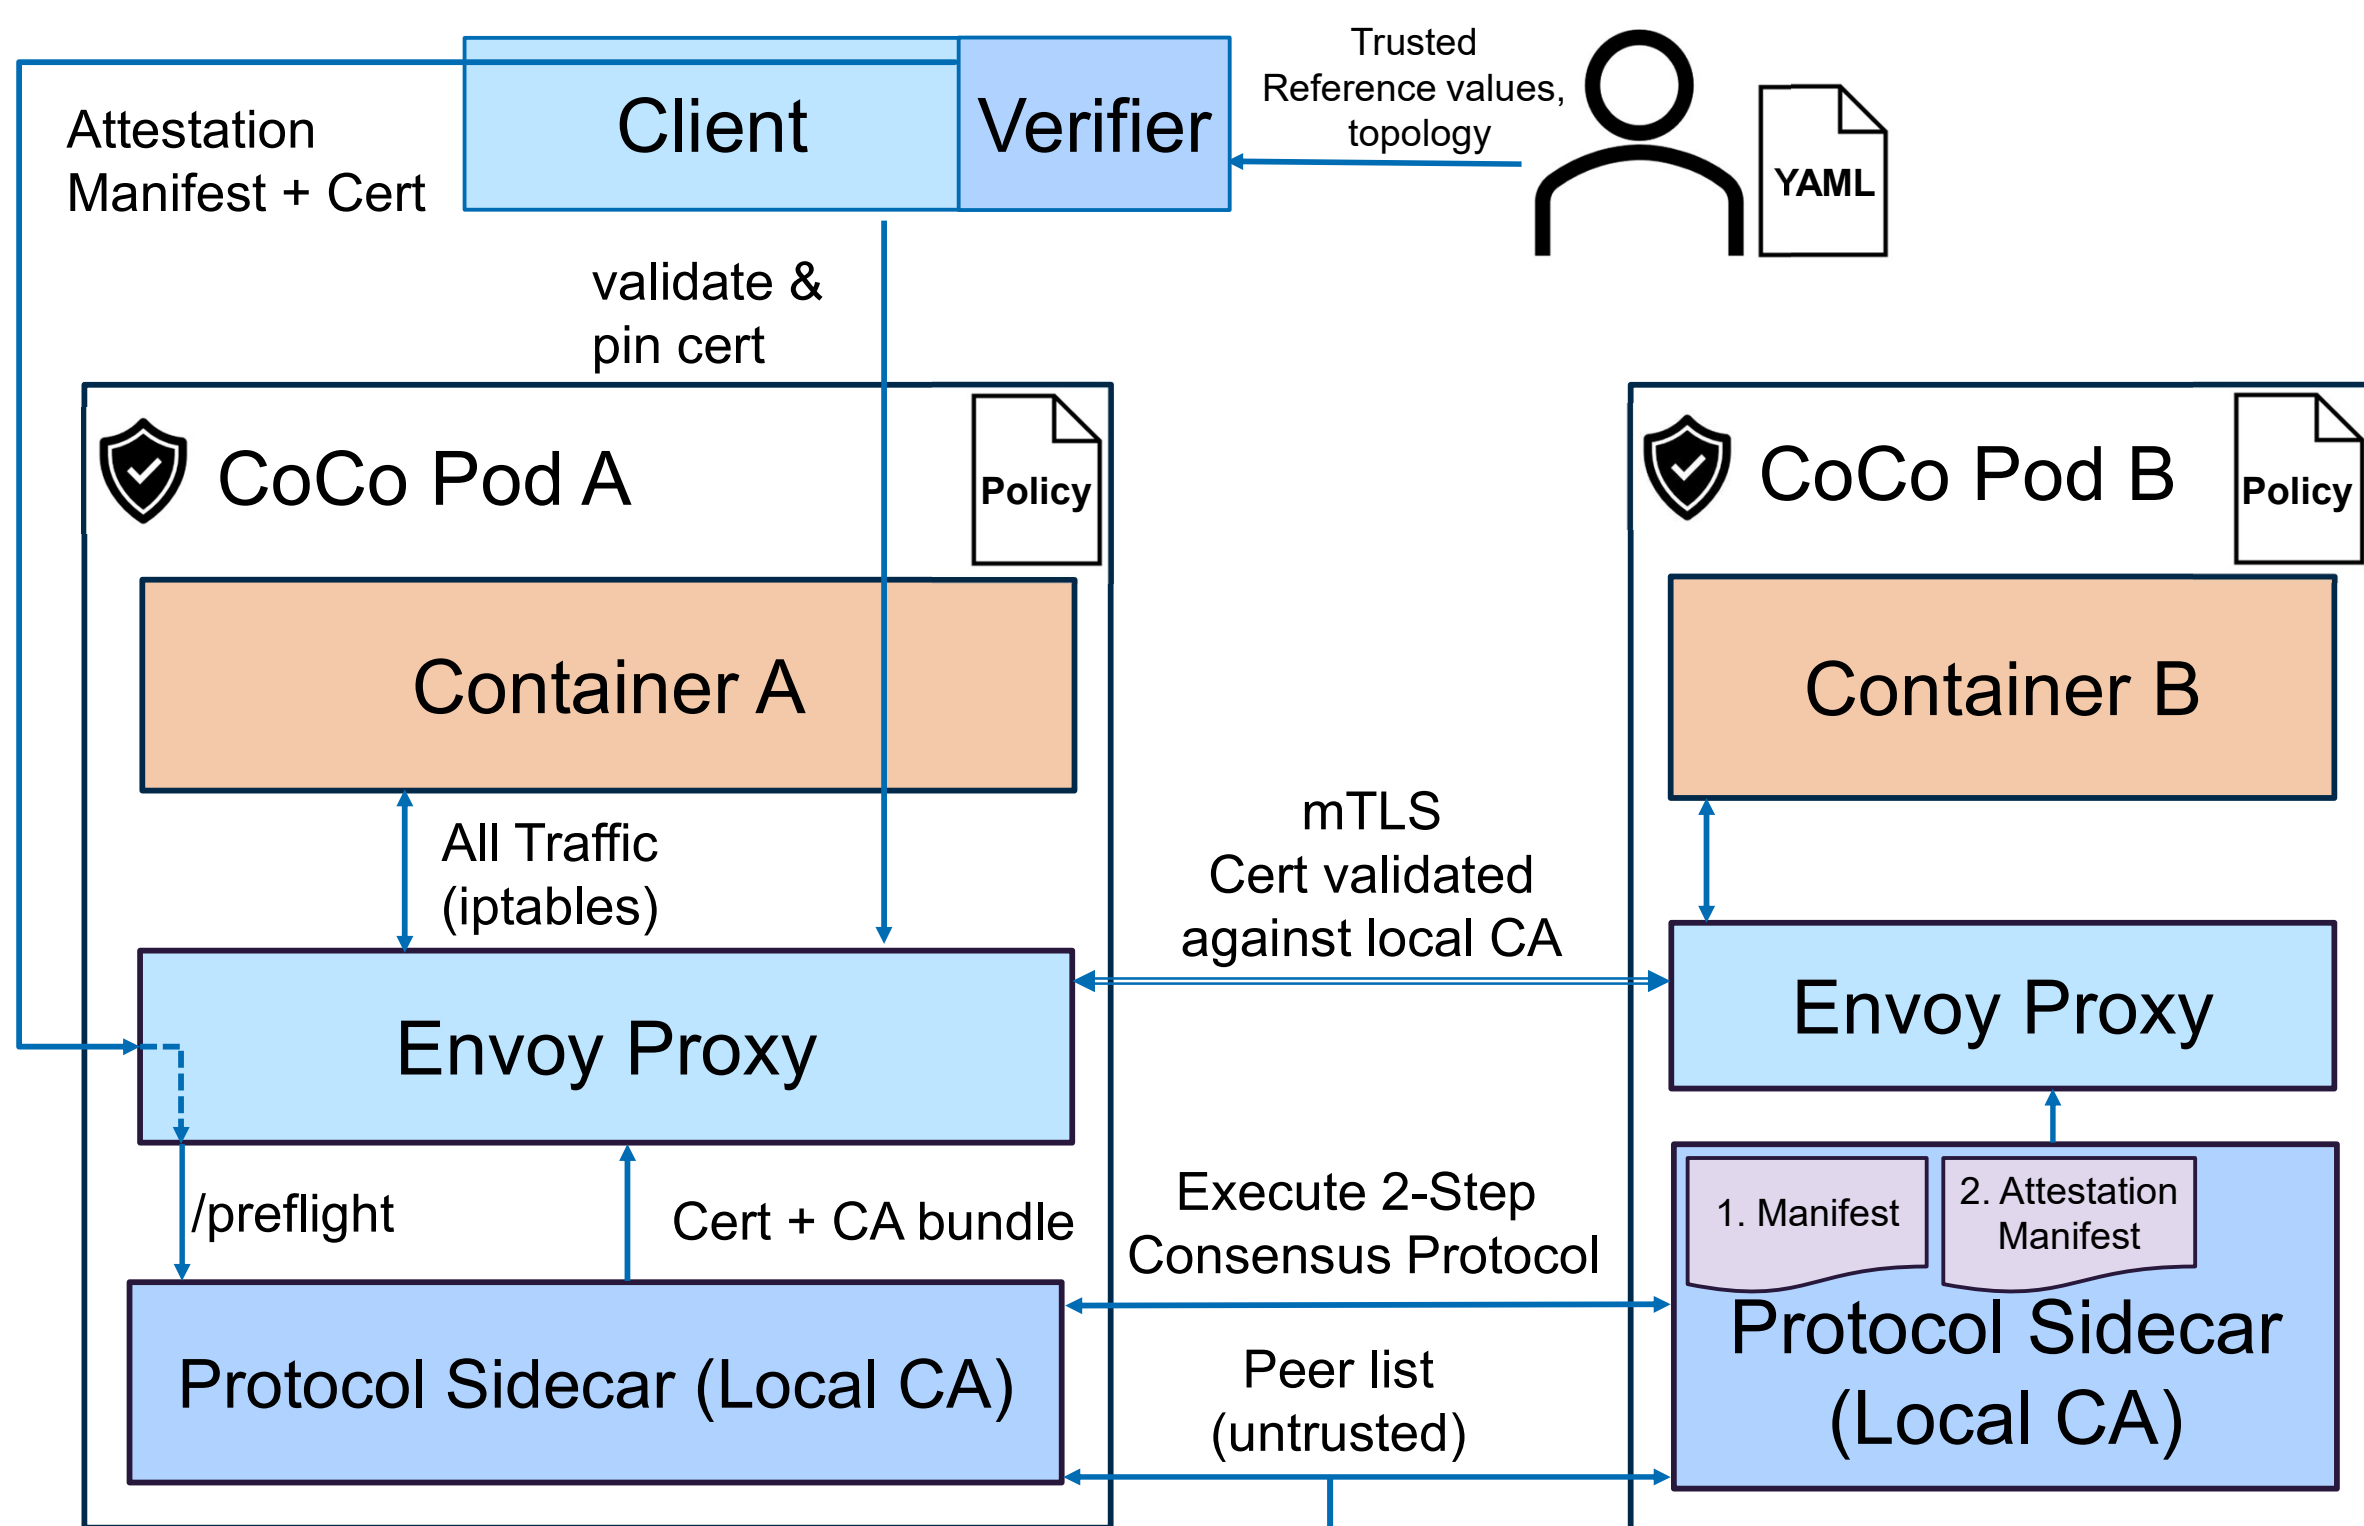 Trusted
Reference values,
topology
Client
Verifier
YAML
Attestation
Manifest + Cert
validate &
pin cert
CoCo Pod A
Policy
CoCo Pod B
Policy
Container A
Container B
All Traffic
(iptables)
mTLS
Cert validated
against local CA
Envoy Proxy
Envoy Proxy
/preflight
Cert + CA bundle
Execute 2-Step
Consensus Protocol
1. Manifest
2. Attestation
Manifest
Protocol Sidecar (Local CA)
Peer list
(untrusted)
Protocol Sidecar
(Local CA)